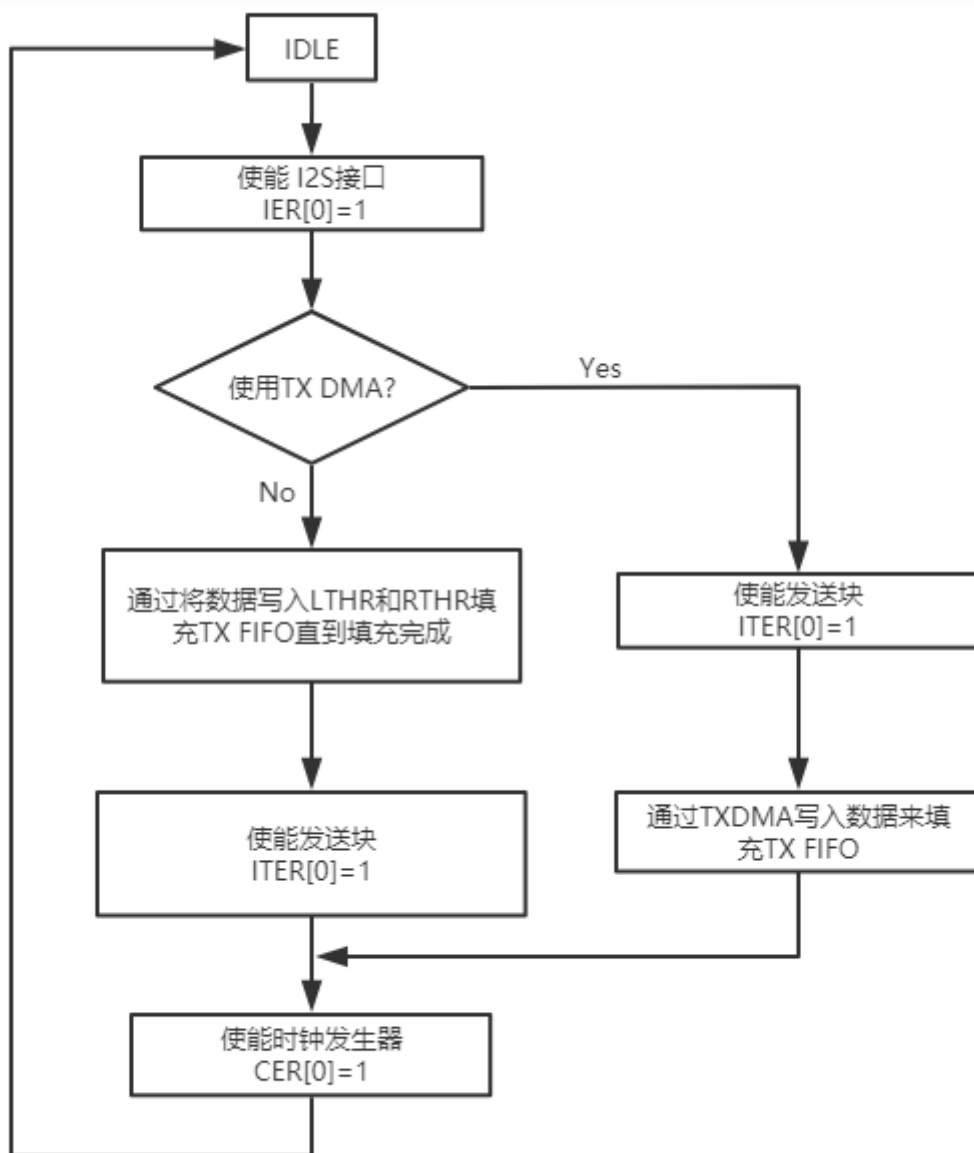 IDLE
使能 I2S接口
IER[0]=1
使用TX DMA?
Yes
No
通过将数据写入LTHR和RTHR填
充TX FIFO直到填充完成
使能发送块
ITER[0]=1
使能发送块
ITER[0]=1
通过TXDMA写入数据来填
充TX FIFO
使能时钟发生器
CER[0]=1